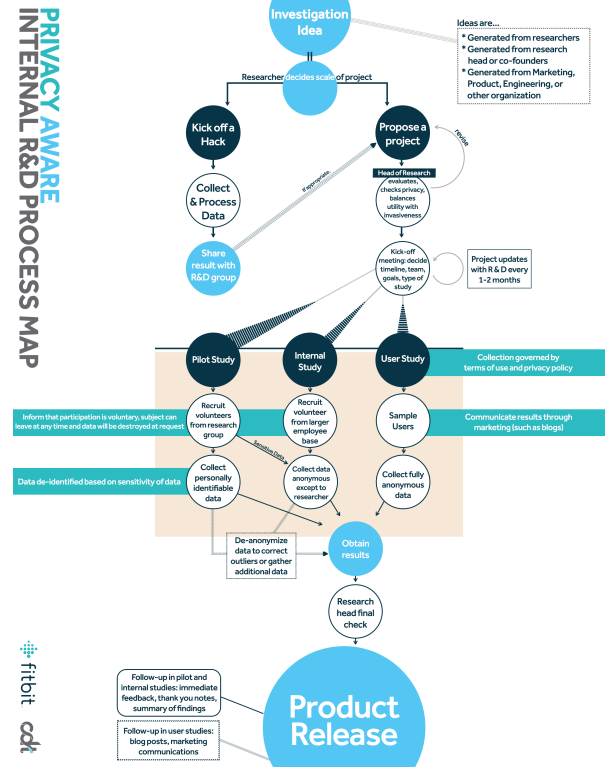 PRIVACY AWARE
INTERNAL R&D PROCESS MAP
Investigation
Idea
Ideas are...
* Generated from researchers
* Generated from research
head or co-founders
* Generated from Marketing,
Product, Engineering, or
other organization
Researcher decides scale of project
Kick off a
Hack
Propose a
project
revise
If appropriate
Collect
& Process
Data
Head of Research
evaluates,
checks privacy,
balances
utility with
invasiveness
Share
result with
R&D group
Kick-off
meeting: decide
timeline, team,
goals, type of
study
Project updates
with R & D every
1-2 months
Pilot Study
Internal
Study
User Study
Collection governed by
terms of use and privacy policy
Inform that participation is voluntary, subject can
leave at any time and data will be destroyed at request
Recruit
volunteers
from research
group
Recruit
volunteer
from larger
employee
base
Sample
Users
Communicate results through
marketing (such as blogs)
Sensitive Data
Data de-identified based on sensitivity of data
Collect
personally
identifiable
data
Collect data
anonymous
except to
researcher
Collect fully
anonymous
data
De-anonymize
data to correct
outliers or gather
additional data
Obtain
results
Research
head final
check
Product
Release
Follow-up in pilot and
internal studies: immediate
feedback, thank you notes,
summary of findings
Follow-up in user studies:
blog posts, marketing
communications
fitbit
cdt